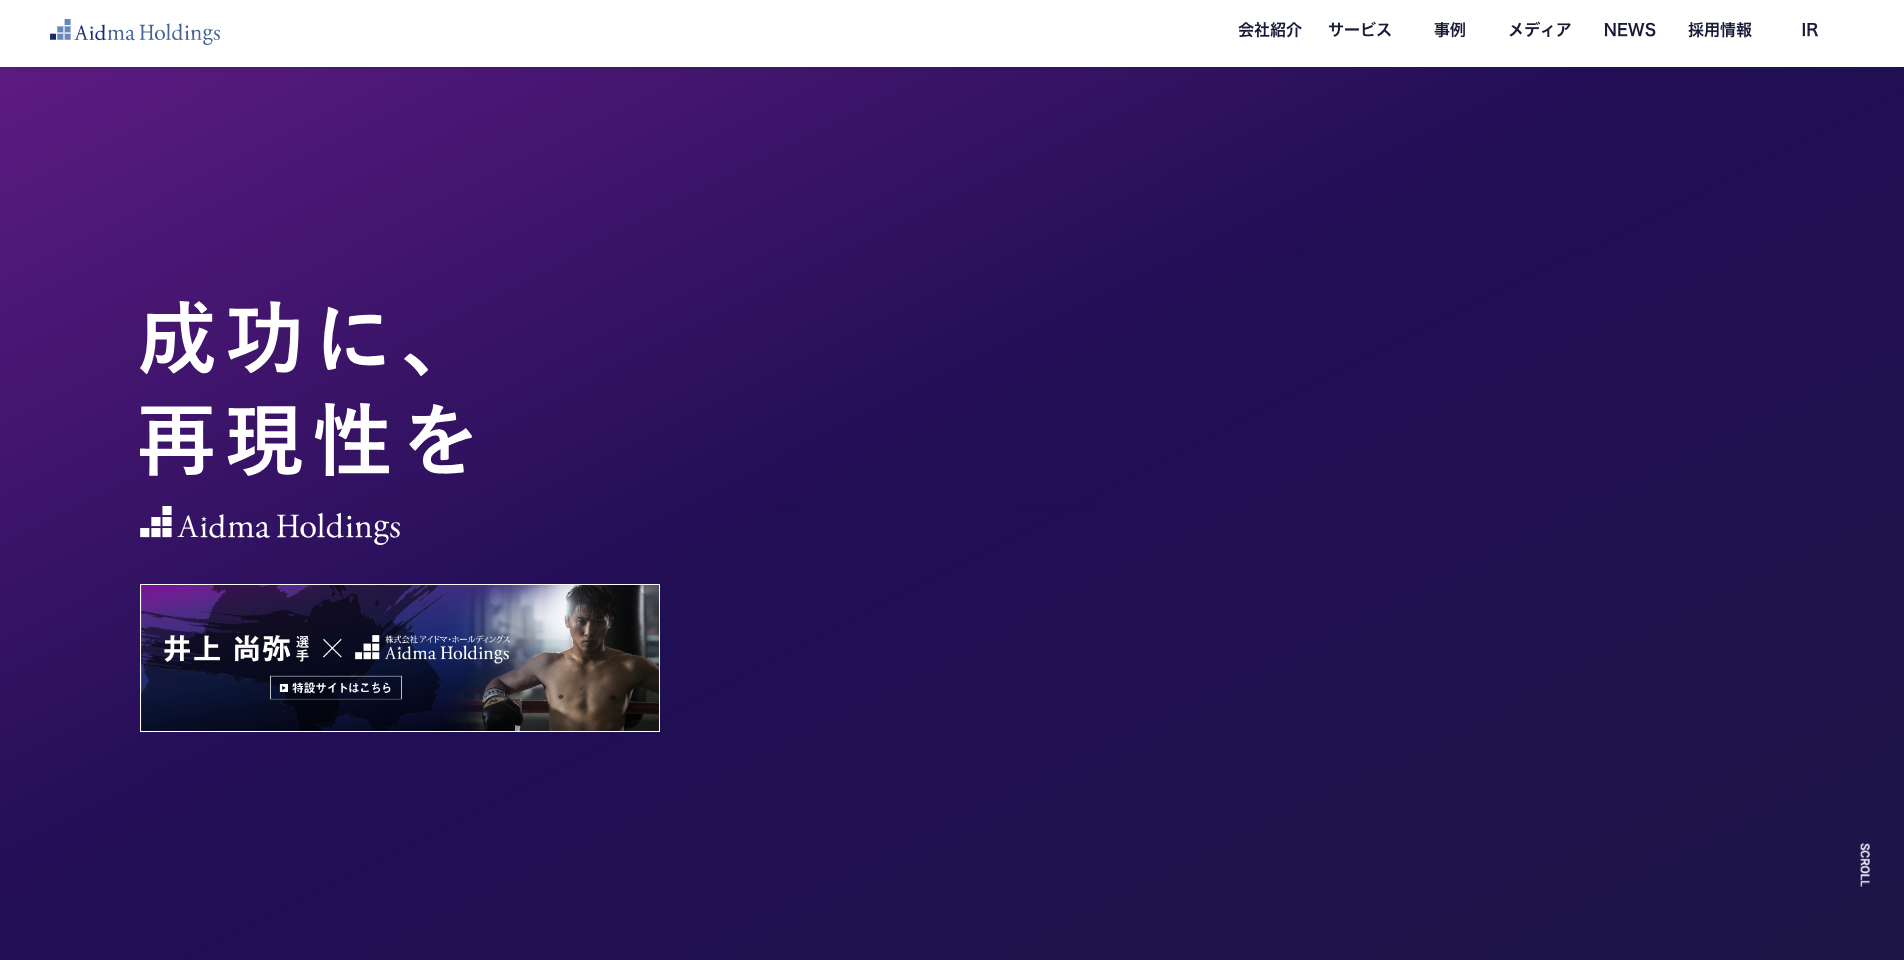 Aidma Holdings
会社紹介 サービス 事例 メディア NEWS 採用情報 IR
成功に、
再現性を
Aidma Holdings
井上 尚弥 選手 × 株式会社 アイドマ・ホールディングス
Aidma Holdings
特設サイトはこちら
SCROLL